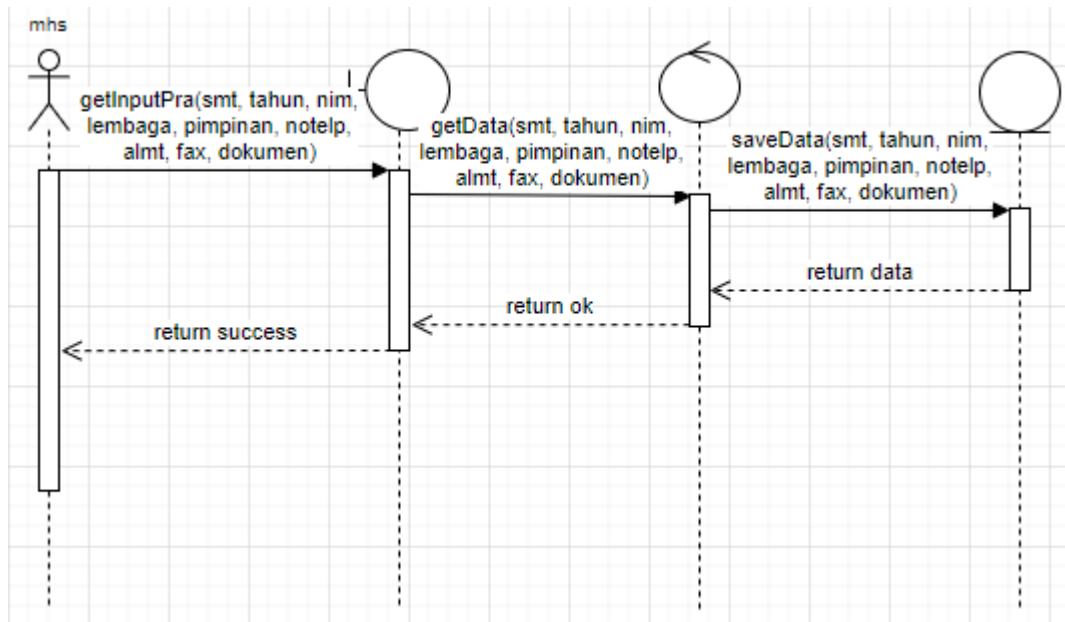 mhs
getInputPra(smt, tahun, nim,
lembaga, pimpinan, notelp,
almt, fax, dokumen)
getData(smt, tahun, nim,
lembaga, pimpinan, notelp,
almt, fax, dokumen)
saveData(smt, tahun, nim,
lembaga, pimpinan, notelp,
almt, fax, dokumen)
return data
return ok
return success